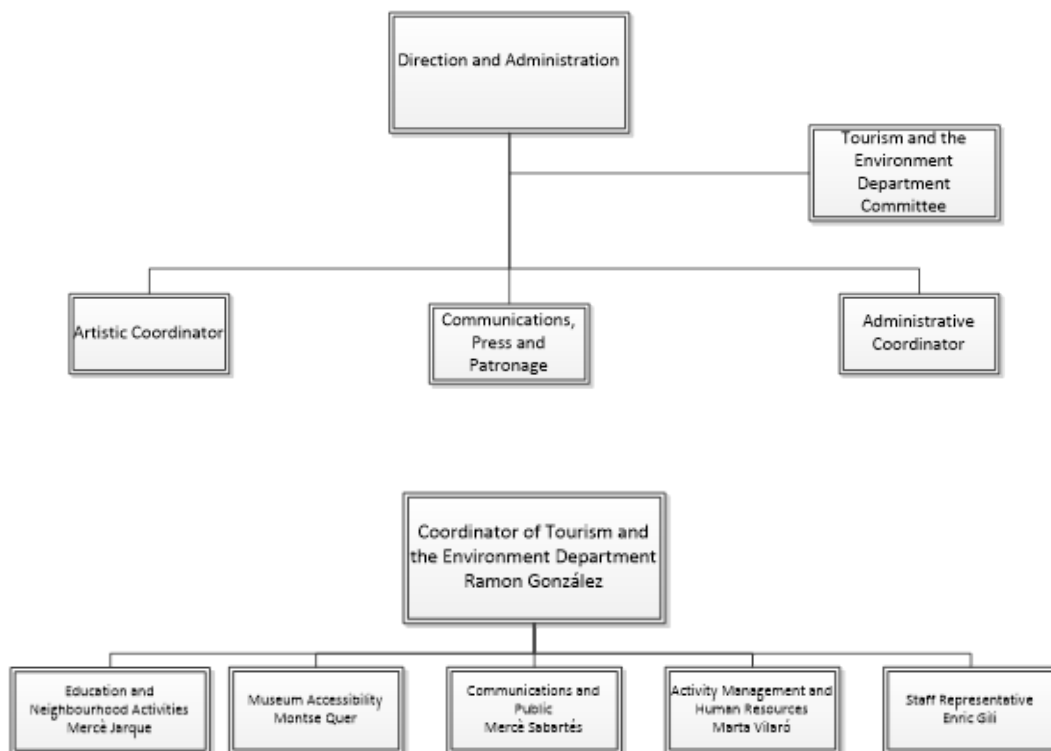 Direction and Administration
Tourism and the
Environment
Department
Committee
Artistic Coordinator
Communications,
Press and
Patronage
Administrative
Coordinator
Coordinator of Tourism and
the Environment Department
Ramon González
Education and
Neighbourhood Activities
Mercè Jarque
Museum Accessibility
Montse Quer
Communications and
Public
Mercè Sabartés
Activity Management and
Human Resources
Marta Vilaró
Staff Representative
Enric Gili